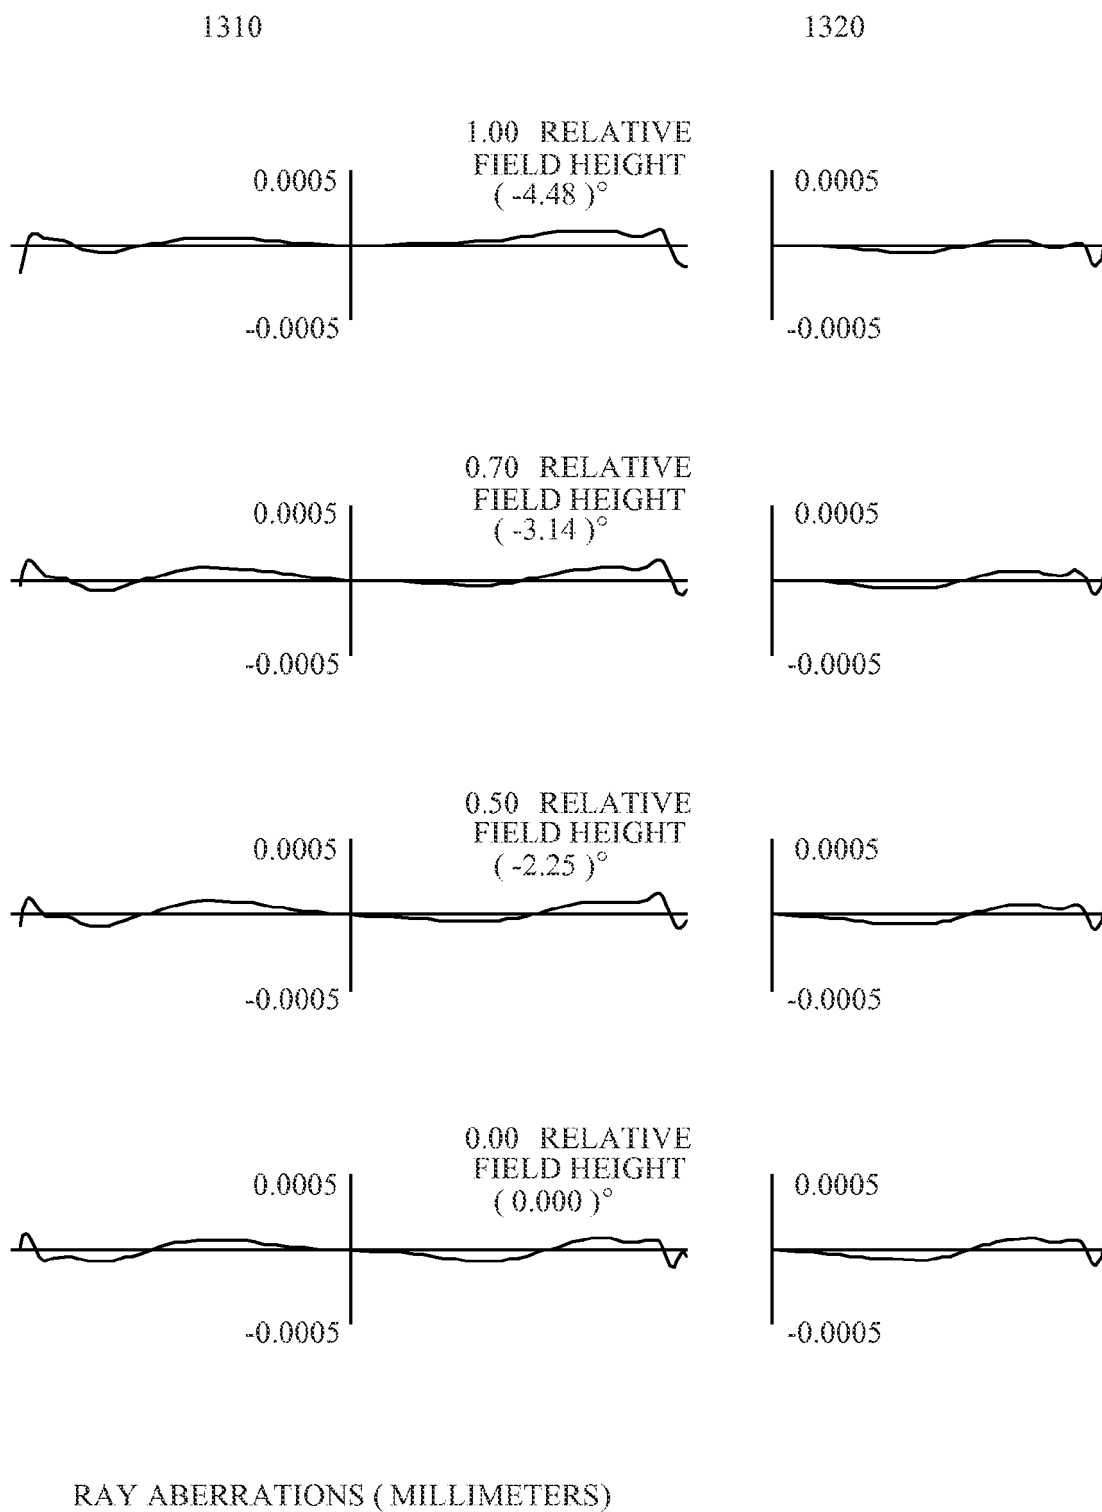 1310 1320
1.00 RELATIVE
FIELD HEIGHT
( -4.48 )°
0.0005 0.0005
-0.0005 -0.0005
0.70 RELATIVE
FIELD HEIGHT
( -3.14 )°
0.0005 0.0005
-0.0005 -0.0005
0.50 RELATIVE
FIELD HEIGHT
( -2.25 )°
0.0005 0.0005
-0.0005 -0.0005
0.00 RELATIVE
FIELD HEIGHT
( 0.000 )°
0.0005 0.0005
-0.0005 -0.0005
RAY ABERRATIONS ( MILLIMETERS)